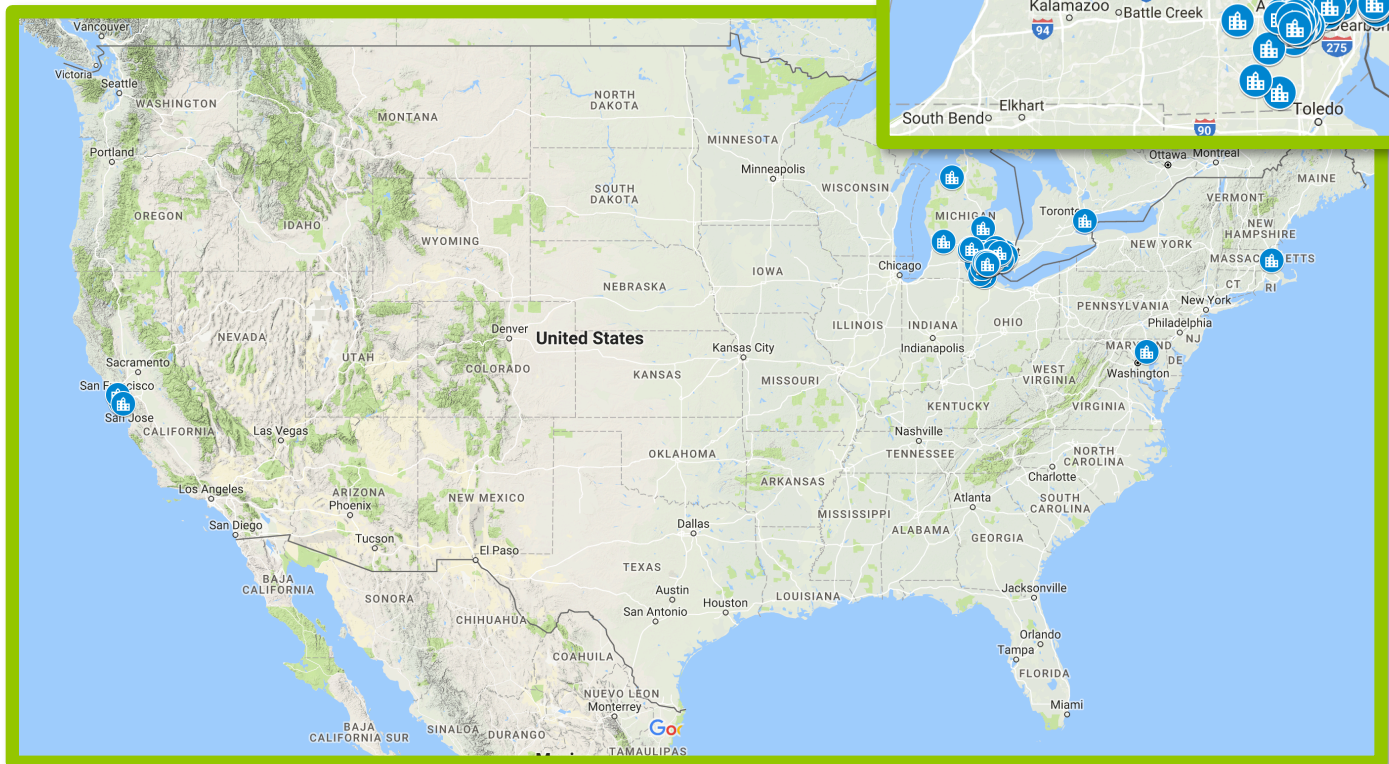 Kalamazoo
Battle Creek
94
275
Elkhart
South Bend
Toledo
90
Vancouver
Victoria
Seattle
WASHINGTON
NORTH
DAKOTA
MONTANA
MINNESOTA
Ottawa
Montreal
Portland
Minneapolis
MAINE
SOUTH
DAKOTA
WISCONSIN
VERMONT
OREGON
IDAHO
MICHIGAN
NEW
HAMPSHIRE
WYOMING
NEW YORK
Chicago
IOWA
CT
RI
NEBRASKA
PENNSYLVANIA
New York
Denver
United States
ILLINOIS
INDIANA
OHIO
Philadelphia
NEVADA
Kansas City
Indianapolis
NJ
UTAH
COLORADO
DE
Sacramento
Washington
KANSAS
MISSOURI
WEST
VIRGINIA
San Jose
CALIFORNIA
KENTUCKY
VIRGINIA
Las Vegas
Nashville
OKLAHOMA
TENNESSEE
NORTH
CAROLINA
Los Angeles
ARIZONA
NEW MEXICO
ARKANSAS
Charlotte
Phoenix
Atlanta
SOUTH
CAROLINA
San Diego
Dallas
MISSISSIPPI
ALABAMA
GEORGIA
Tucson
El Paso
TEXAS
BAJA
CALIFORNIA
SONORA
Austin
San Antonio
Houston
LOUISIANA
Jacksonville
CHIHUAHUA
Orlando
Tampa
COAHUILA
FLORIDA
NUEVO LEON
Monterrey
Miami
BAJA
CALIFORNIA SUR
SINALOA
DURANGO
TAMAULIPAS